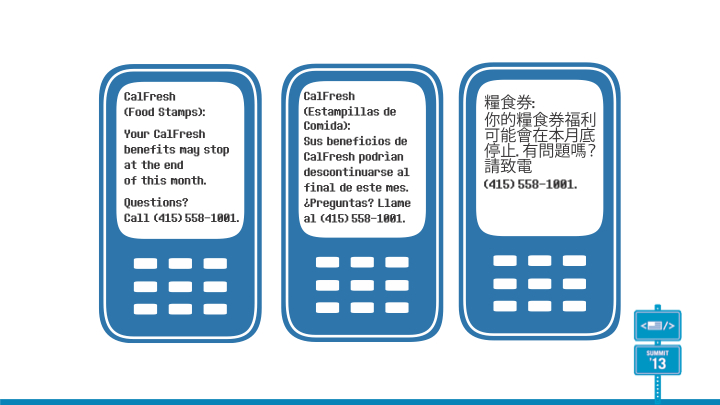 CalFresh
(Food Stamps):
Your CalFresh
benefits may stop
at the end
of this month.
Questions?
Call (415) 558-1001.
CalFresh
(Estampillas de
Comida):
Sus beneficios de
CalFresh podrìan
descontinuarse al
final de este mes.
¿Preguntas? Llame
al (415) 558-1001.
糧食券:
你的糧食券福利
可能會在本月底
停止. 有問題嗎？
請致電
(415) 558-1001.
< />
SUMMIT
'13